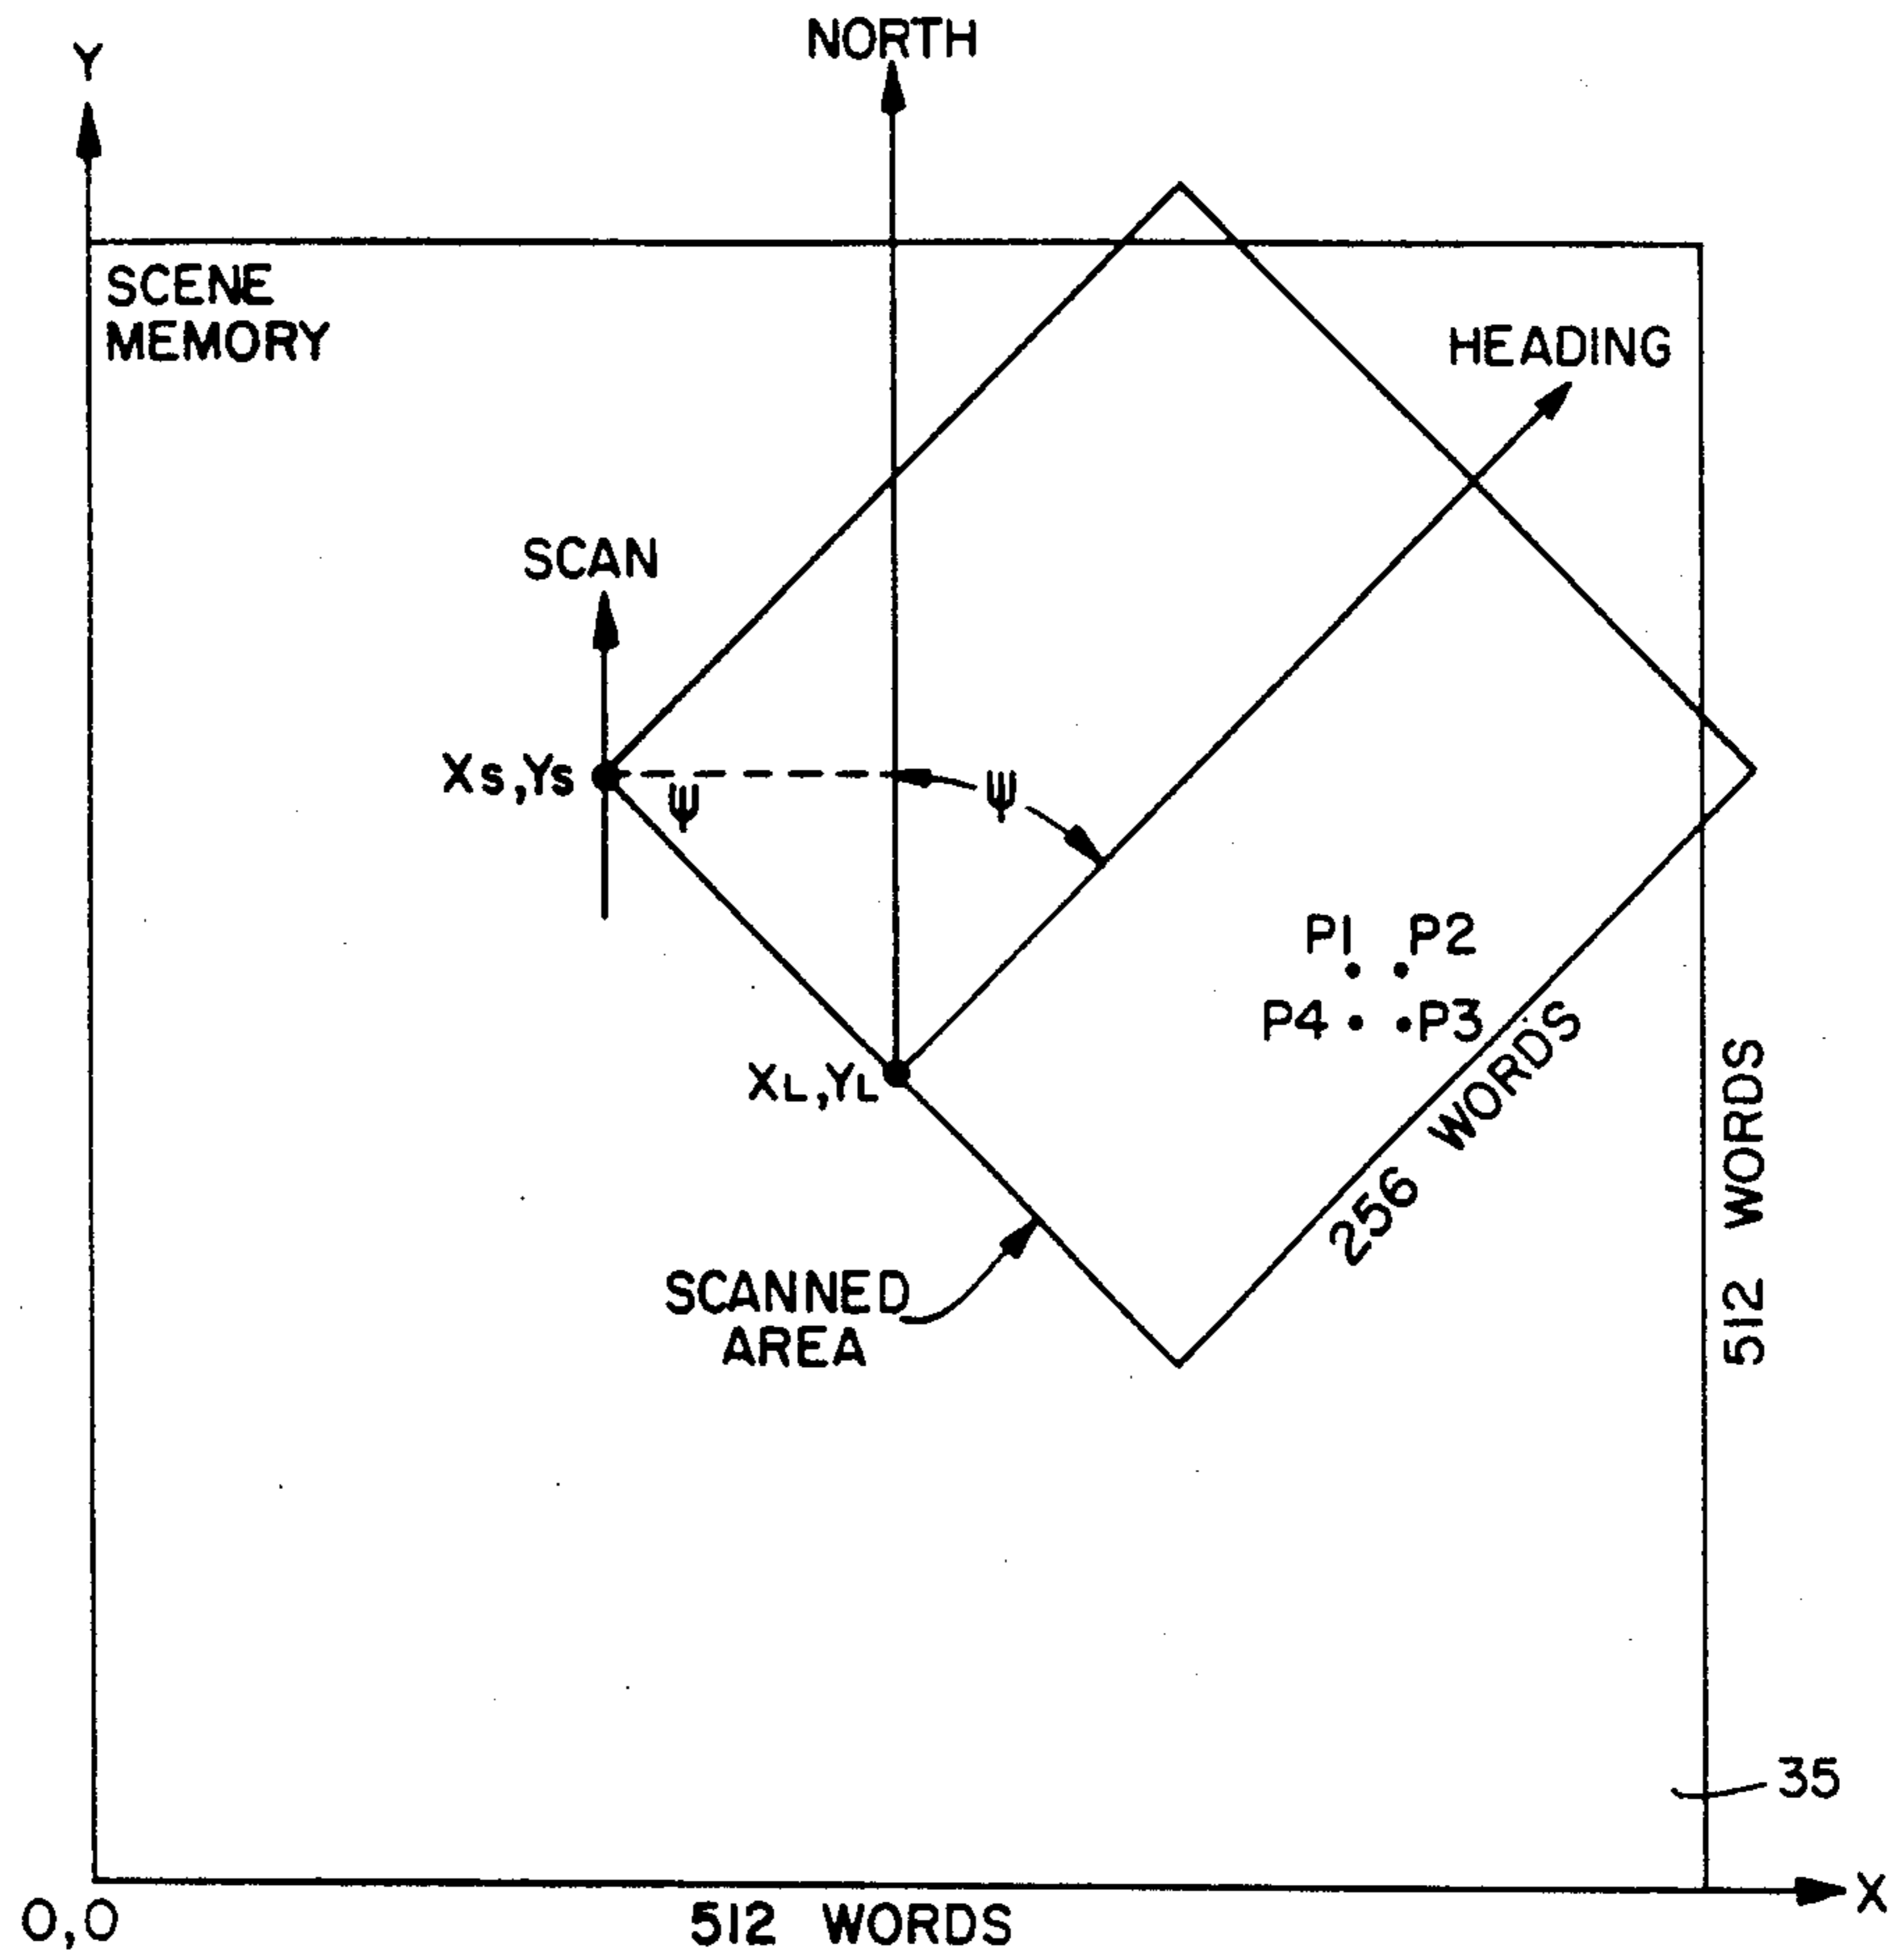 Y
NORTH
SCENE
MEMORY
HEADING
SCAN
XS,YS
Ψ
Ψ
P1
P2
P4
P3
XL,YL
256 WORDS
512 WORDS
SCANNED
AREA
35
0,0
512 WORDS
X